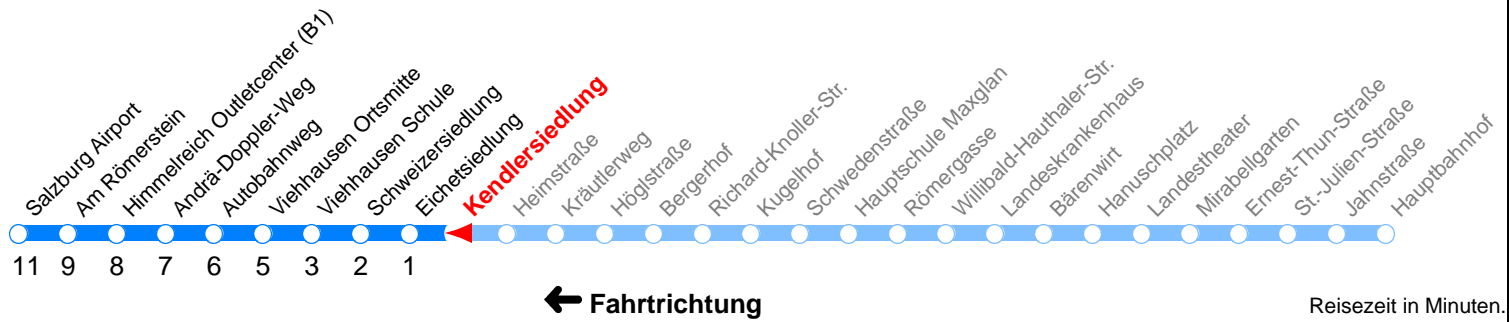 Salzburg Airport
Am Römerstein
Himmelreich Outletcenter (B1)
Andrä-Doppler-Weg
Autobahnweg
Viehhausen Ortsmitte
Viehhausen Schule
Schweizersiedlung
Eichetsiedlung
Kendlersiedlung
Heimstraße
Kräutlerweg
Höglstraße
Bergerhof
Richard-Knoller-Str.
Kugelhof
Schwedenstraße
Hauptschule Maxglan
Römergasse
Willibald-Hauthaler-Str.
Landeskrankenhaus
Bärenwirt
Hanuschplatz
Landestheater
Mirabellgarten
Ernest-Thun-Straße
St.-Julien-Straße
Jahnstraße
Hauptbahnhof
11 9 8 7 6 5 3 2 1
Fahrtrichtung
Reisezeit in Minuten.